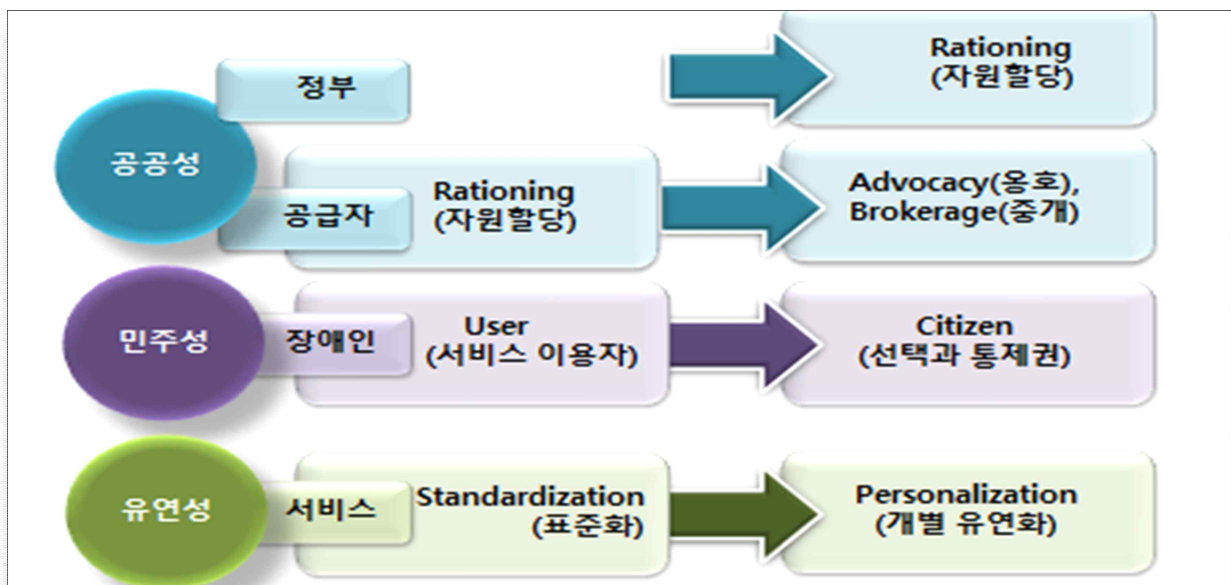 정부
Rationing
(자원할당)
공공성
공급자
Rationing
(자원할당)
Advocacy(옹호),
Brokerage(중개)
민주성
장애인
User
(서비스 이용자)
Citizen
(선택과 통제권)
유연성
서비스
Standardization
(표준화)
Personalization
(개별 유연화)